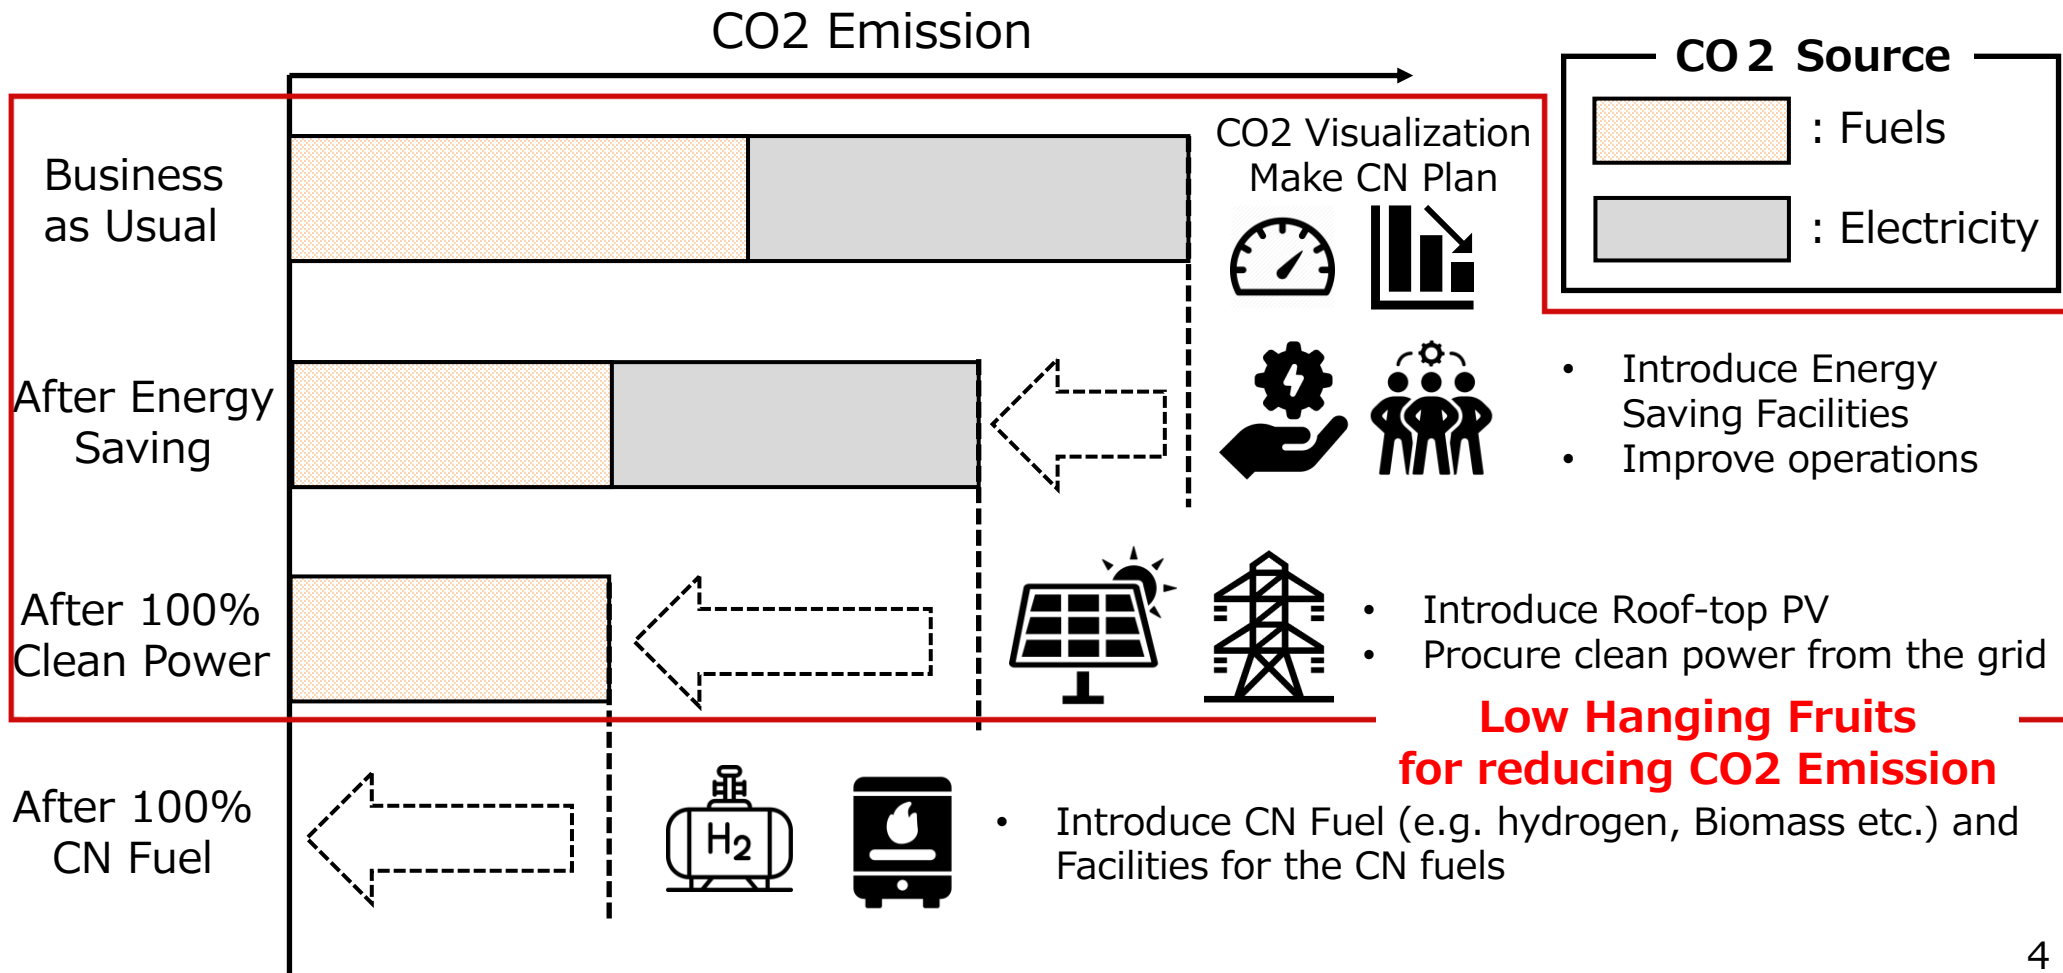 CO2 Emission
CO2 Source
: Fuels
: Electricity
Business
as Usual
CO2 Visualization
Make CN Plan
After Energy
Saving
• Introduce Energy
Saving Facilities
• Improve operations
After 100%
Clean Power
• Introduce Roof-top PV
• Procure clean power from the grid
Low Hanging Fruits
for reducing CO2 Emission
After 100%
CN Fuel
H2
• Introduce CN Fuel (e.g. hydrogen, Biomass etc.) and
Facilities for the CN fuels
4